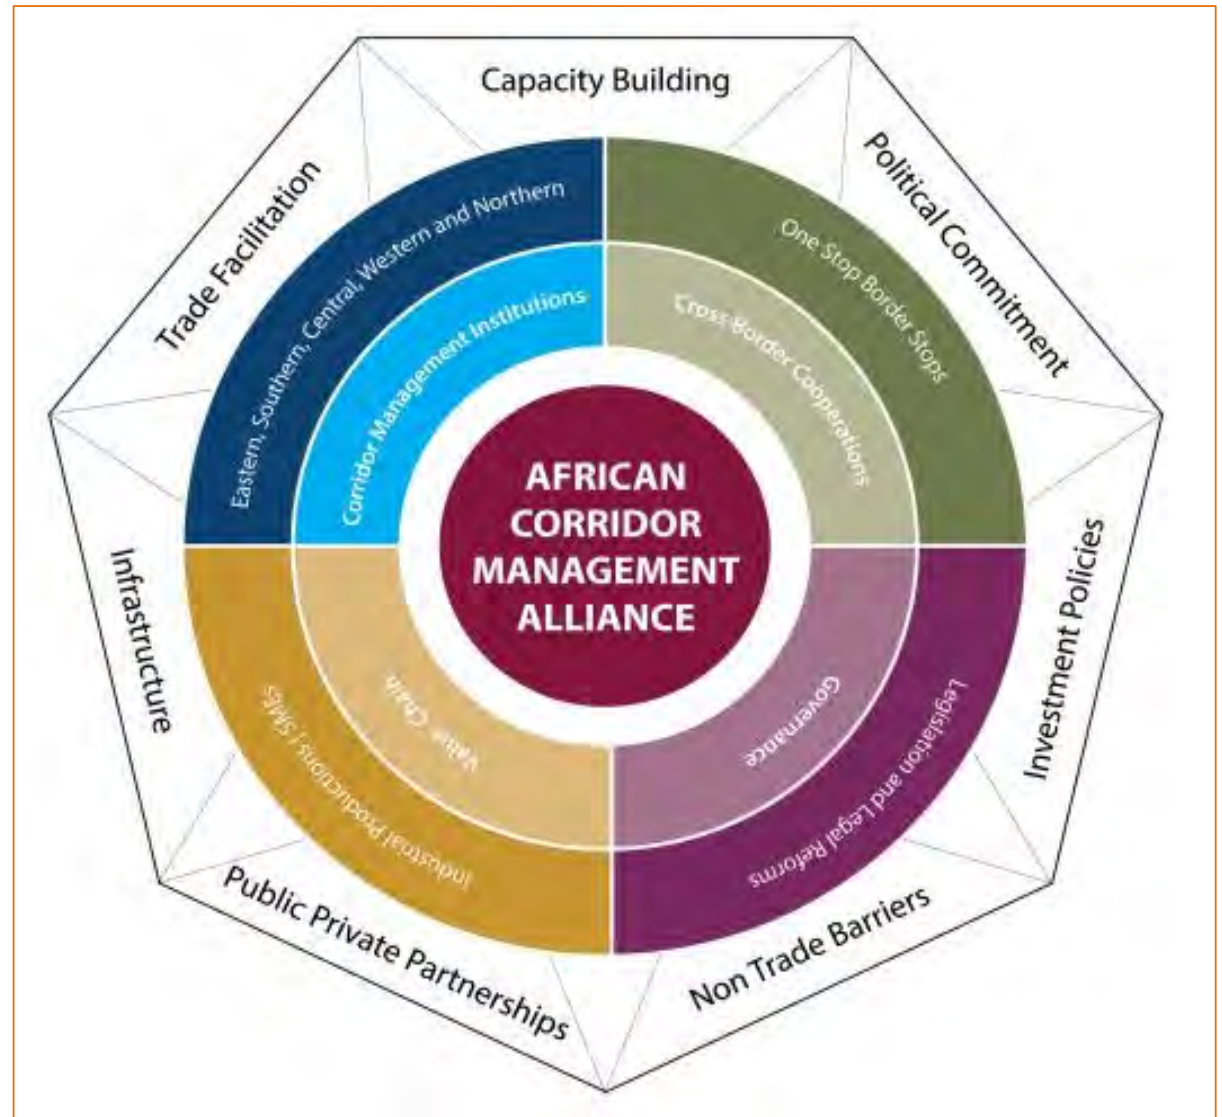 Capacity Building
Political Commitment
Investment Policies
Non Trade Barriers
Public Private Partnerships
Infrastructure
Trade Facilitation
Eastern, Southern, Central, Western and Northern
Corridor Management Institutions
One Stop Border Stops
Cross Border Cooperations
Legislation and Legal Reforms
Governance
Industrial Productions | SMEs
Value Chain
AFRICAN
CORRIDOR
MANAGEMENT
ALLIANCE